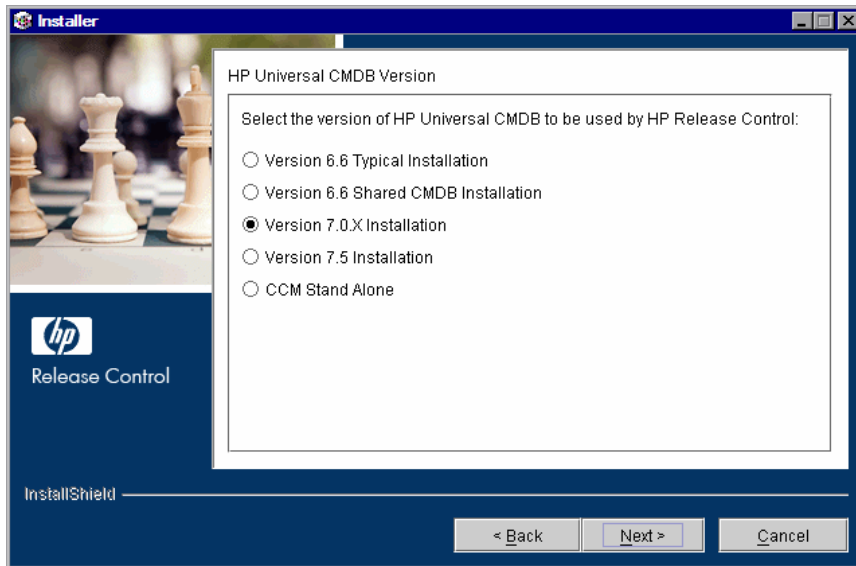 Installer
HP Universal CMDB Version
Select the version of HP Universal CMDB to be used by HP Release Control:
Version 6.6 Typical Installation
Version 6.6 Shared CMDB Installation
Version 7.0.X Installation
Version 7.5 Installation
CCM Stand Alone
hp
Release Control
InstallShield
< Back
Next >
Cancel